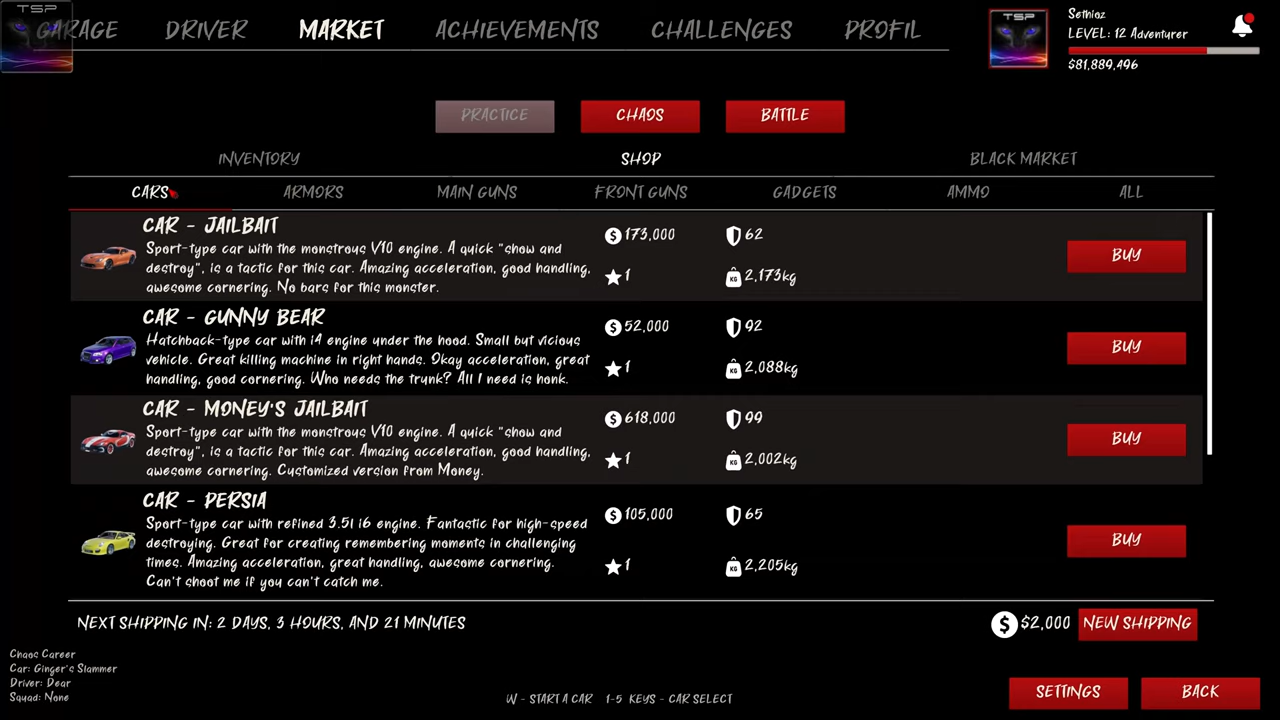 TSP
GARAGE DRIVER MARKET ACHIEVEMENTS CHALLENGES PROFIL
TSP
Sethioz
LEVEL: 12 Adventurer
$81,889,496
PRACTICE CHAOS BATTLE
INVENTORY SHOP BLACK MARKET
CARS ARMORS MAIN GUNS FRONT GUNS GADGETS AMMO ALL
CAR - JAILBAIT
Sport-type car with the monstrous V10 engine. A quick "show and
destroy", is a tactic for this car. Amazing acceleration, good handling,
awesome cornering. No bars for this monster.
$ 173,000 62
1 KG 2,173kg
BUY
CAR - GUNNY BEAR
Hatchback-type car with i4 engine under the hood. Small but vicious
vehicle. Great killing machine in right hands. Okay acceleration, great
handling, good cornering. Who needs the trunk? All I need is honk.
$ 52,000 92
1 KG 2,088kg
BUY
CAR - MONEY'S JAILBAIT
Sport-type car with the monstrous V10 engine. A quick "show and
destroy", is a tactic for this car. Amazing acceleration, good handling,
awesome cornering. Customized version from Money.
$ 618,000 99
1 KG 2,002kg
BUY
CAR - PERSIA
Sport-type car with refined 3.5l i6 engine. Fantastic for high-speed
destroying. Great for creating remembering moments in challenging
times. Amazing acceleration, great handling, awesome cornering.
Can't shoot me if you can't catch me.
$ 105,000 65
1 KG 2,205kg
BUY
NEXT SHIPPING IN: 2 DAYS, 3 HOURS, AND 21 MINUTES
$ $2,000 NEW SHIPPING
Chaos Career
Car: Ginger's Slammer
Driver: Dear
Squad: None
W - START A CAR 1-5 KEYS - CAR SELECT
SETTINGS BACK